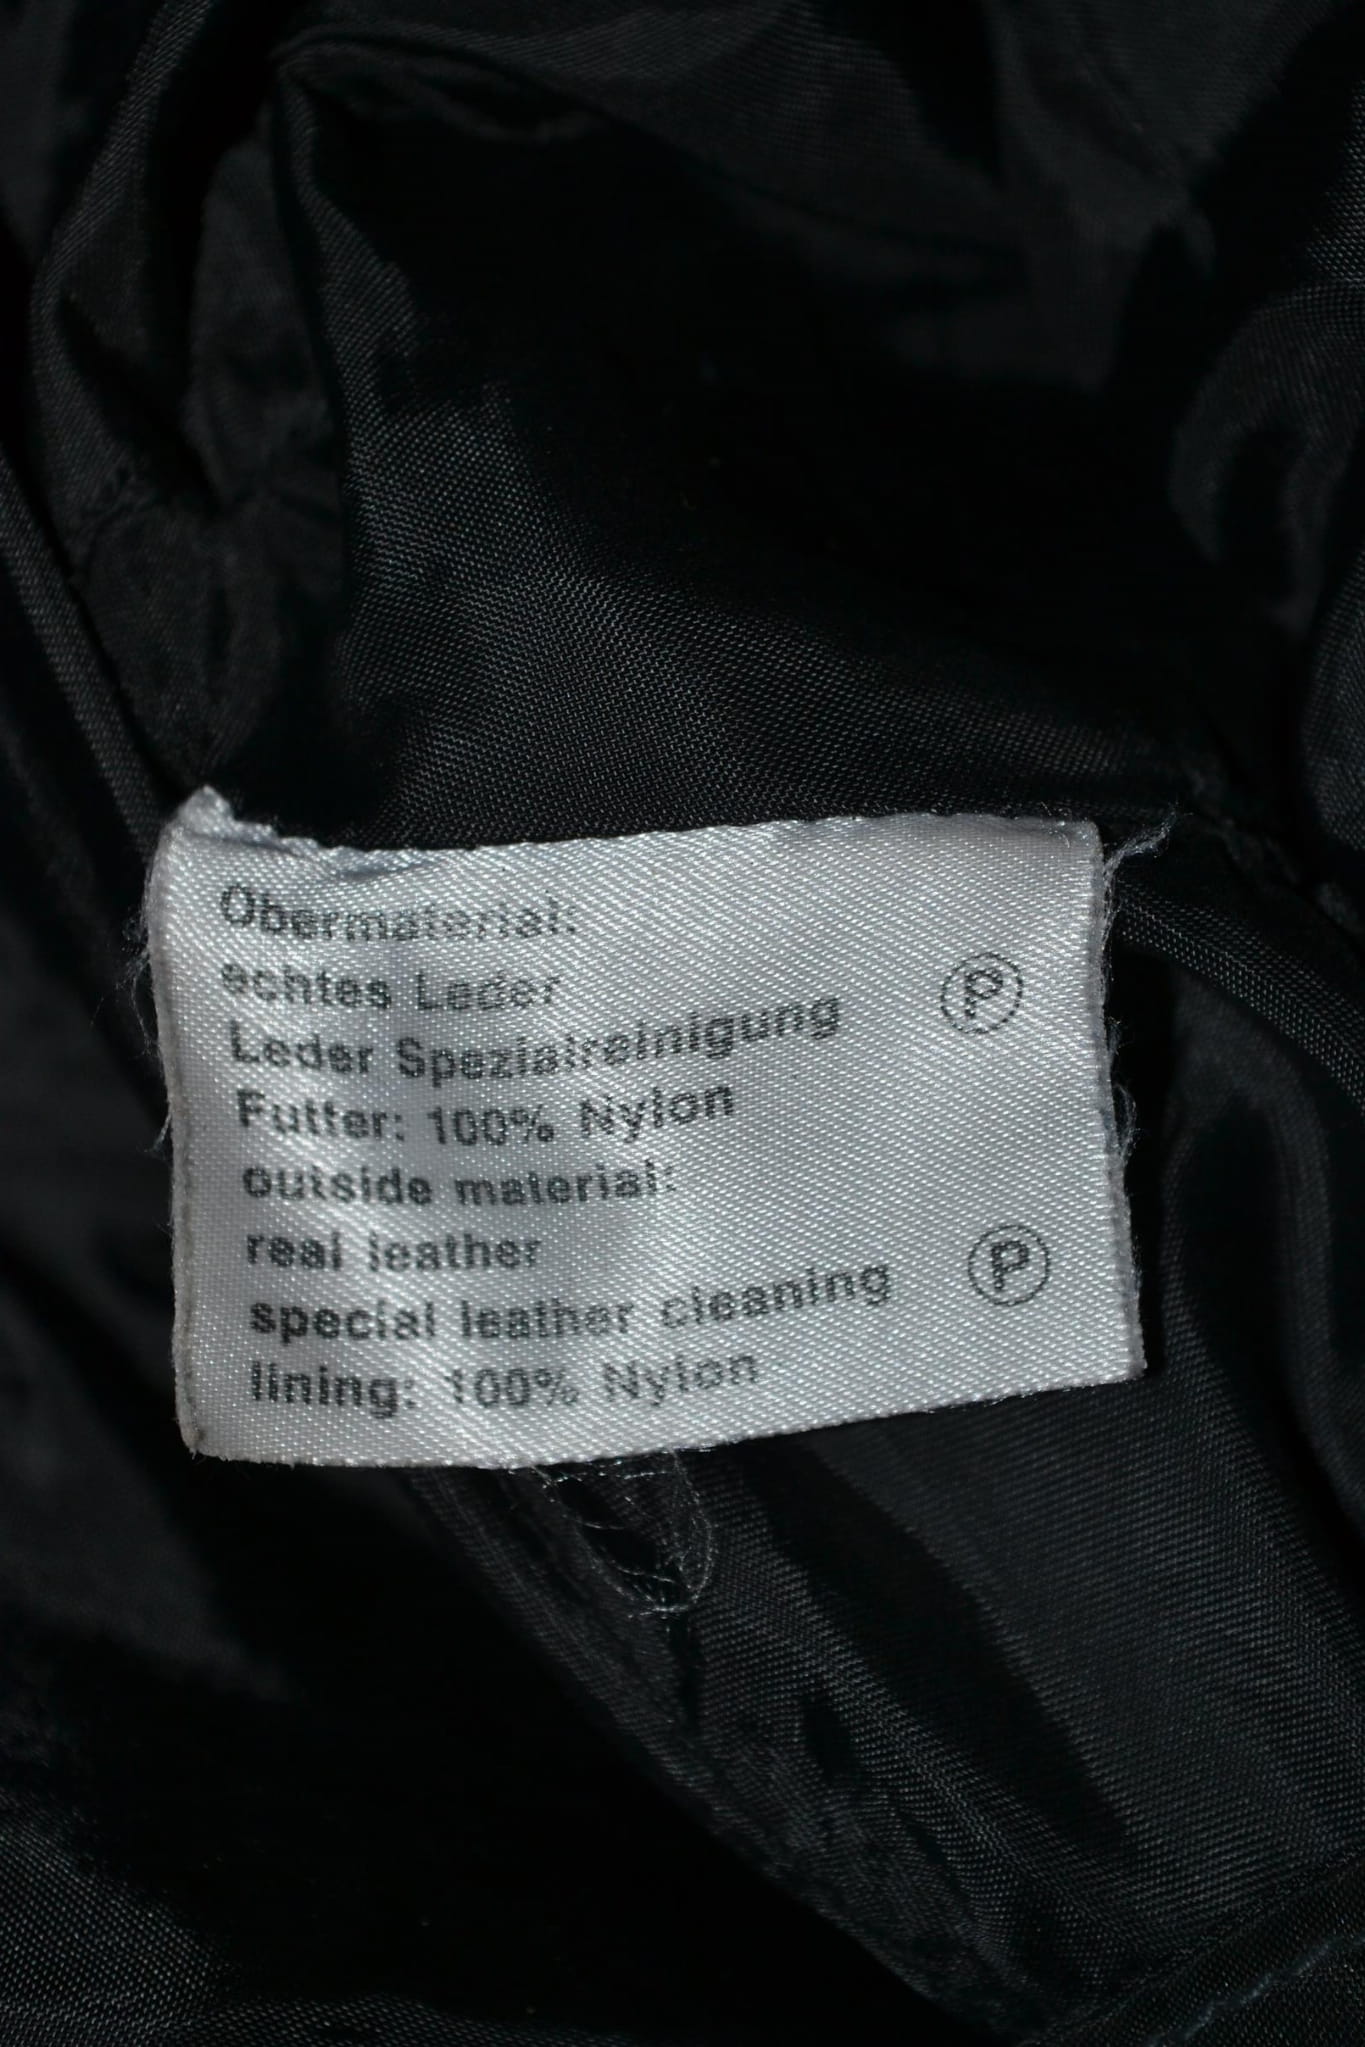 Obermaterial:
echtes Leder
Leder Spezialreinigung P
Futter: 100% Nylon
outside material:
real leather
special leather cleaning P
lining: 100% Nylon